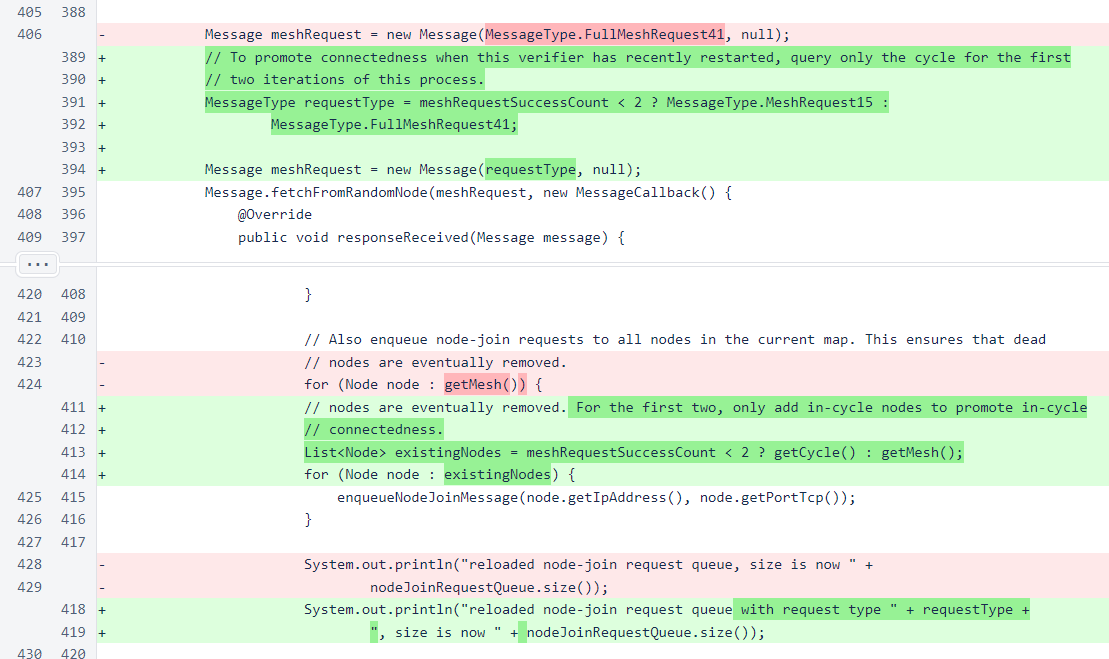 405 388
406 - Message meshRequest = new Message(MessageType.FullMeshRequest41, null);
389 + // To promote connectedness when this verifier has recently restarted, query only the cycle for the first
390 + // two iterations of this process.
391 + MessageType requestType = meshRequestSuccessCount < 2 ? MessageType.MeshRequest15 :
392 + MessageType.FullMeshRequest41;
393 +
394 + Message meshRequest = new Message(requestType, null);
407 395 Message.fetchFromRandomNode(meshRequest, new MessageCallback() {
408 396 @Override
409 397 public void responseReceived(Message message) {
...
420 408 }
421 409
422 410 // Also enqueue node-join requests to all nodes in the current map. This ensures that dead
423 - // nodes are eventually removed.
424 - for (Node node : getMesh()) {
411 + // nodes are eventually removed. For the first two, only add in-cycle nodes to promote in-cycle
412 + // connectedness.
413 + List<Node> existingNodes = meshRequestSuccessCount < 2 ? getCycle() : getMesh();
414 + for (Node node : existingNodes) {
425 415 enqueueNodeJoinMessage(node.getIpAddress(), node.getPortTcp());
426 416 }
427 417
428 - System.out.println("reloaded node-join request queue, size is now " +
429 - nodeJoinRequestQueue.size());
418 + System.out.println("reloaded node-join request queue with request type " + requestType +
419 + ", size is now " + nodeJoinRequestQueue.size());
430 420